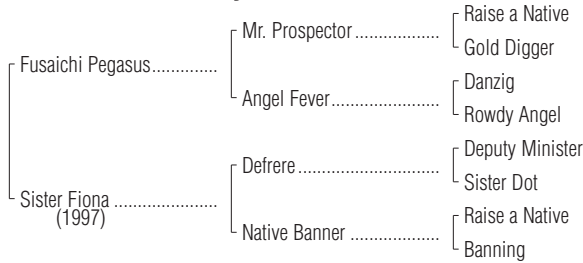 Raise a Native
Mr. Prospector ..................
Gold Digger
Fusaichi Pegasus..............
Danzig
Angel Fever.......................
Rowdy Angel
Deputy Minister
Defrere ..............................
Sister Dot
Sister Fiona ......................
(1997)
Raise a Native
Native Banner ...................
Banning